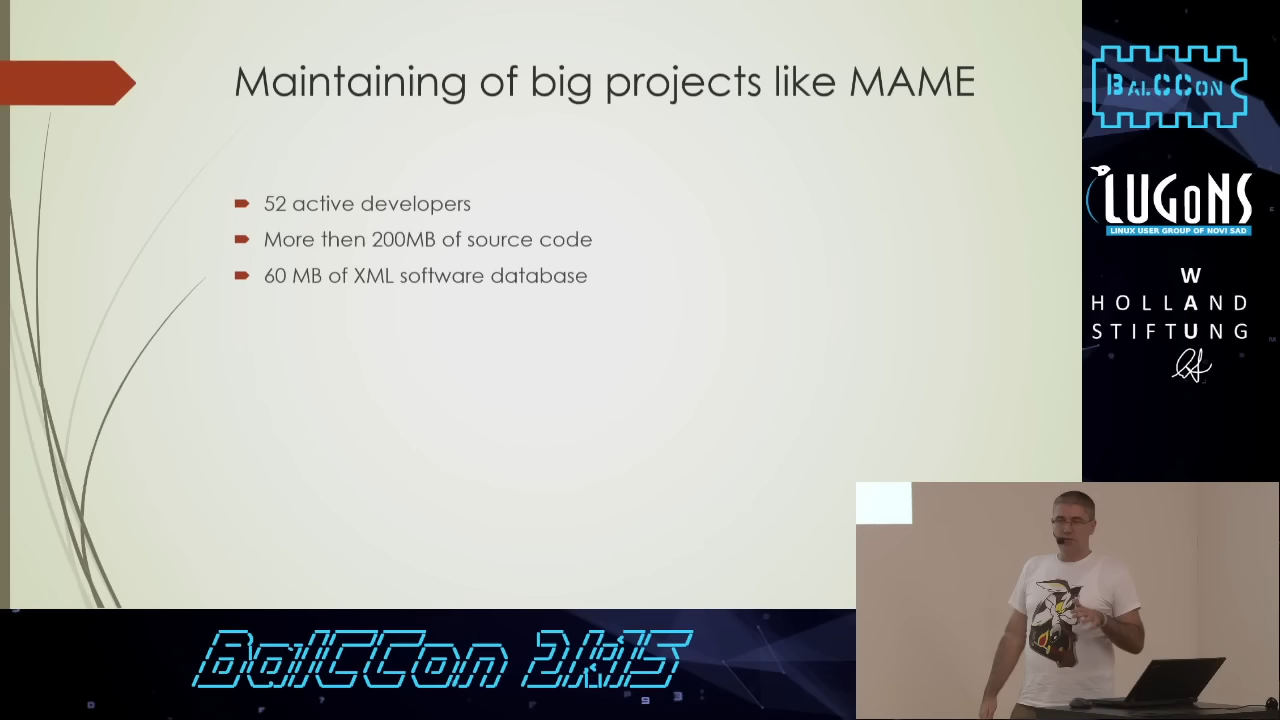 Maintaining of big projects like MAME
52 active developers
More then 200MB of source code
60 MB of XML software database
BALCCON
LUGONS
LINUX USER GROUP OF NOVI SAD
W
HOLLAND
STIFTUNG
BalCCon 2k15